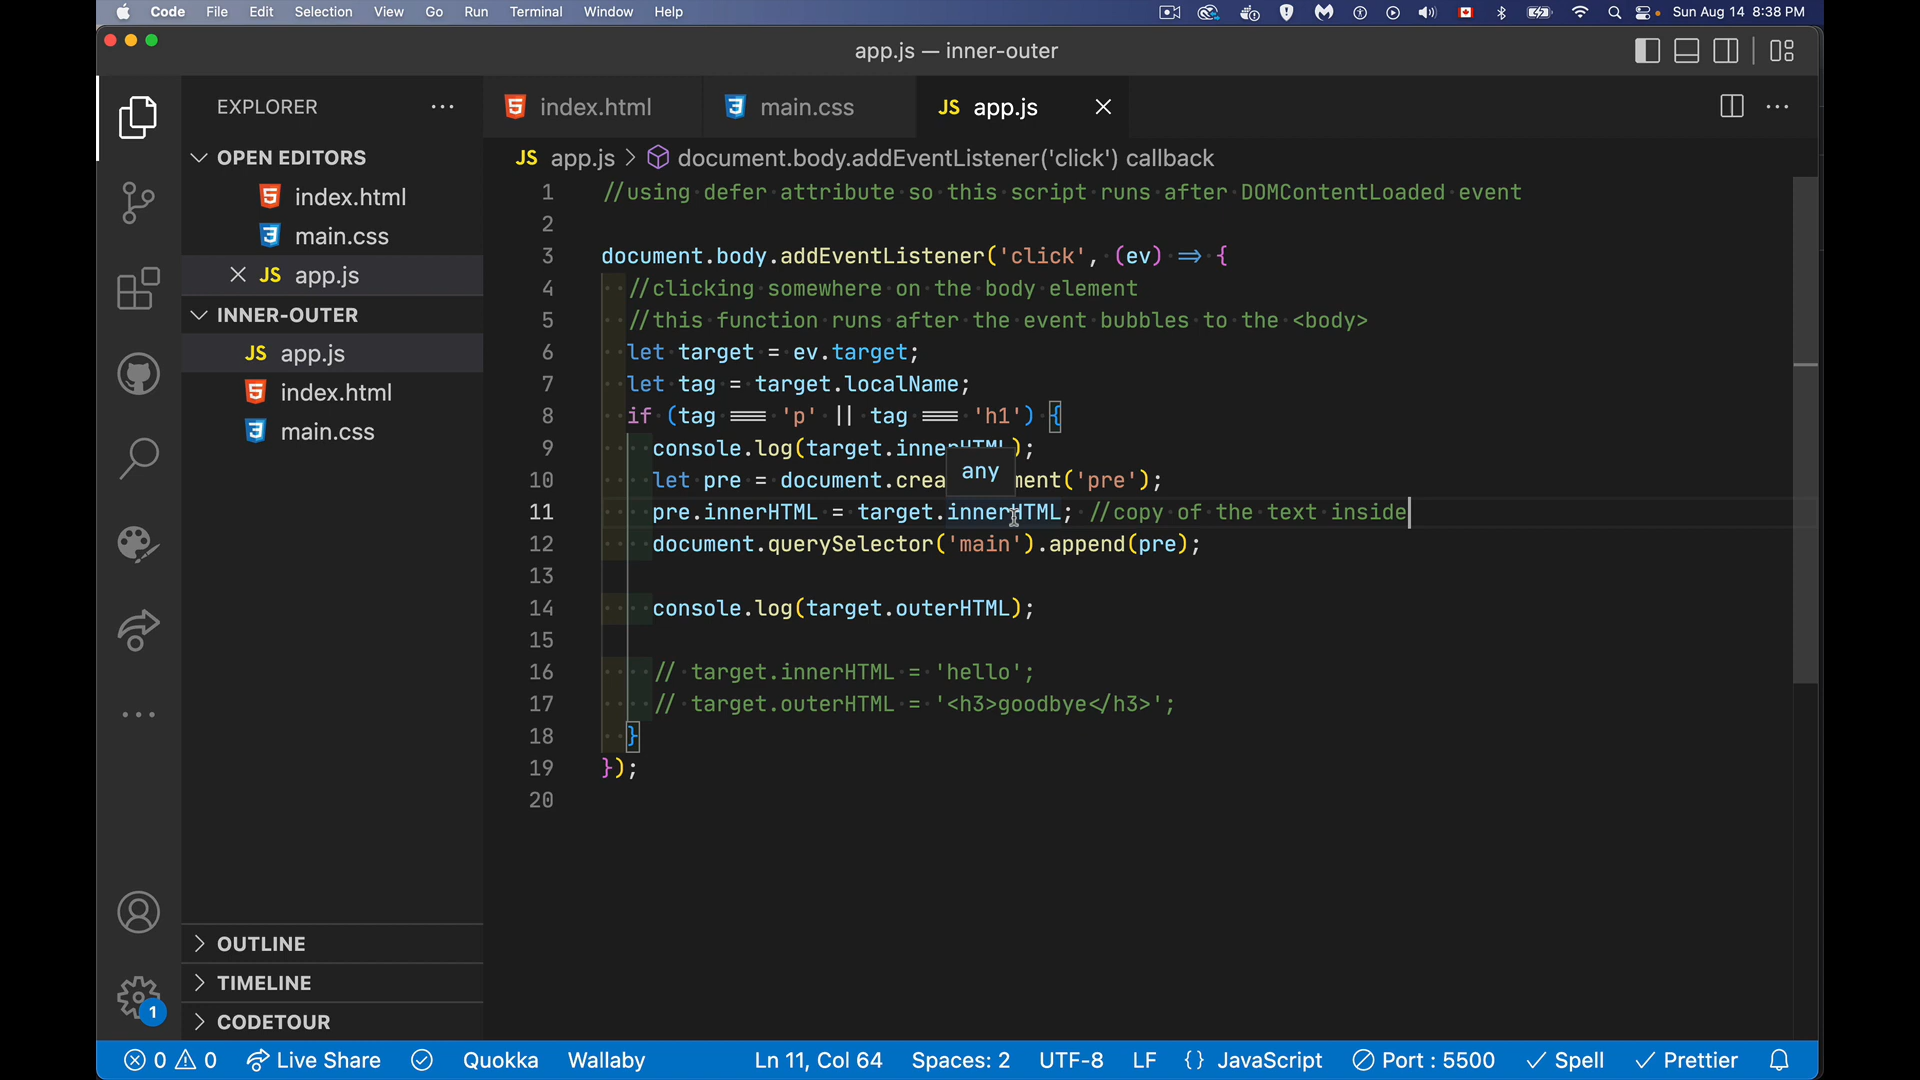 Code File Edit Selection View Go Run Terminal Window Help Sun Aug 14 8:38 PM
app.js — inner-outer
EXPLORER
index.html
main.css
JS app.js
OPEN EDITORS
index.html
main.css
JS app.js
INNER-OUTER
JS app.js
index.html
main.css
JS app.js > document.body.addEventListener('click') callback
1 //using defer attribute so this script runs after DOMContentLoaded event
2
3 document.body.addEventListener('click', (ev) => {
4 //clicking somewhere on the body element
5 //this function runs after the event bubbles to the <body>
6 let target = ev.target;
7 let tag = target.localName;
8 if (tag === 'p' || tag === 'h1') {
9 console.log(target.innerHTML);
any
10 let pre = document.crea ment('pre');
11 pre.innerHTML = target.innerHTML; //copy of the text inside
12 document.querySelector('main').append(pre);
13
14 console.log(target.outerHTML);
15
16 // target.innerHTML = 'hello';
17 // target.outerHTML = '<h3>goodbye</h3>';
18 }
19 });
20
OUTLINE
TIMELINE
1
CODETOUR
0 0 Live Share Quokka Wallaby Ln 11, Col 64 Spaces: 2 UTF-8 LF {} JavaScript Port : 5500 Spell Prettier